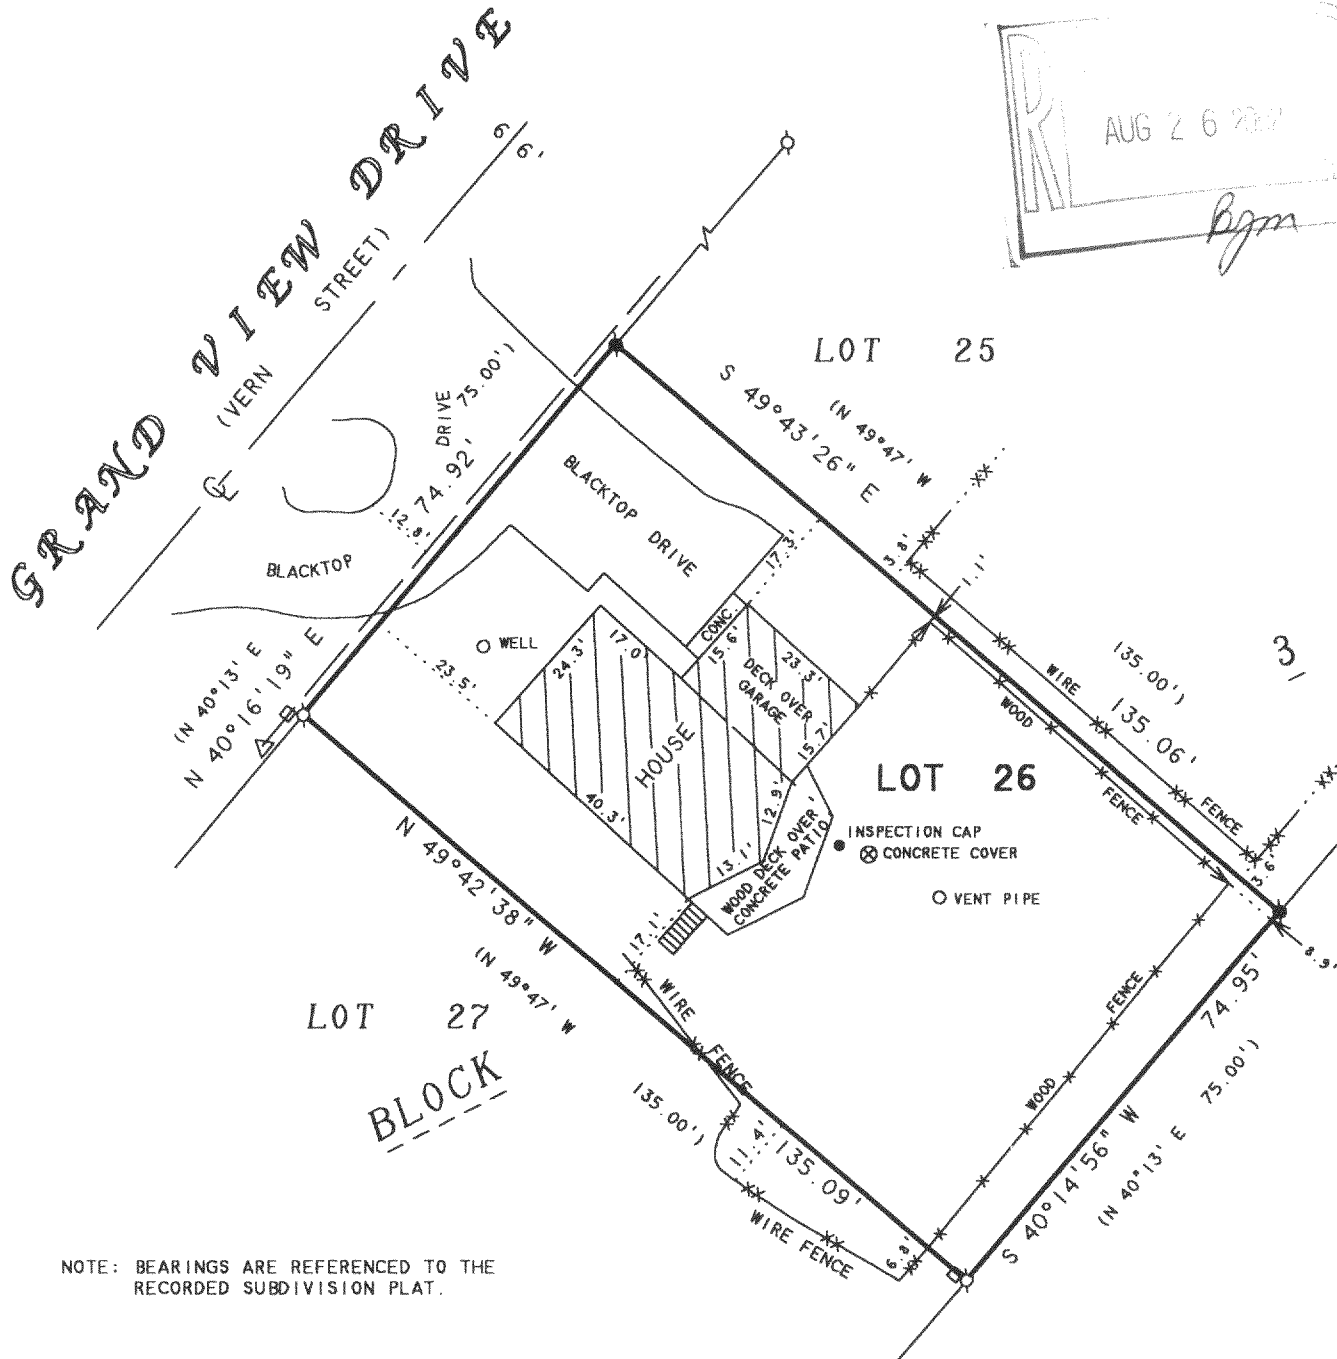 GRAND VIEW DRIVE
(VERN STREET)
66'
AUG 2 6
Bgm
LOT 25
S 49°43'26" E
(N 49°47' W
135.00')
135.06'
DRIVE
75.00')
74.92'
12.8'
BLACKTOP
BLACKTOP DRIVE
(N 40°13' E
N 40°16'19" E
WELL
23.5'
24.3'
17.0'
CONC.
17.3'
15.6'
23.3'
DECK OVER
GARAGE
15.7'
HOUSE
40.3'
12.9'
13.1'
WOOD DECK OVER
CONCRETE PATIO
17.1'
3.8'
1.1'
WIRE FENCE
WOOD FENCE
3,
LOT 26
INSPECTION CAP
CONCRETE COVER
VENT PIPE
3.6'
8.9'
N 49°42'38" W
(N 49°47' W
135.00')
135.09'
WIRE FENCE
LOT 27
BLOCK
11.4'
WIRE FENCE
6.8'
WOOD FENCE
74.95'
75.00')
S 40°14'56" W
(N 40°13' E
NOTE: BEARINGS ARE REFERENCED TO THE
RECORDED SUBDIVISION PLAT.